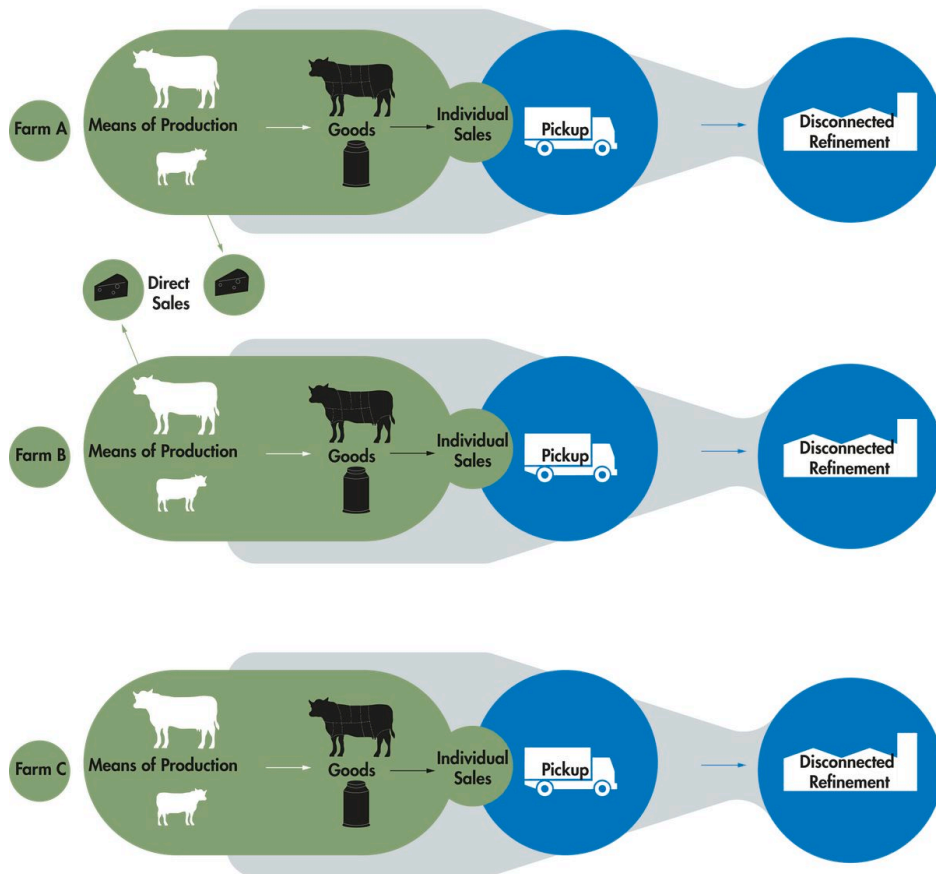 Farm A
Means of Production
Goods
Individual
Sales
Pickup
Disconnected
Refinement
Direct
Sales
Farm B
Means of Production
Goods
Individual
Sales
Pickup
Disconnected
Refinement
Farm C
Means of Production
Goods
Individual
Sales
Pickup
Disconnected
Refinement